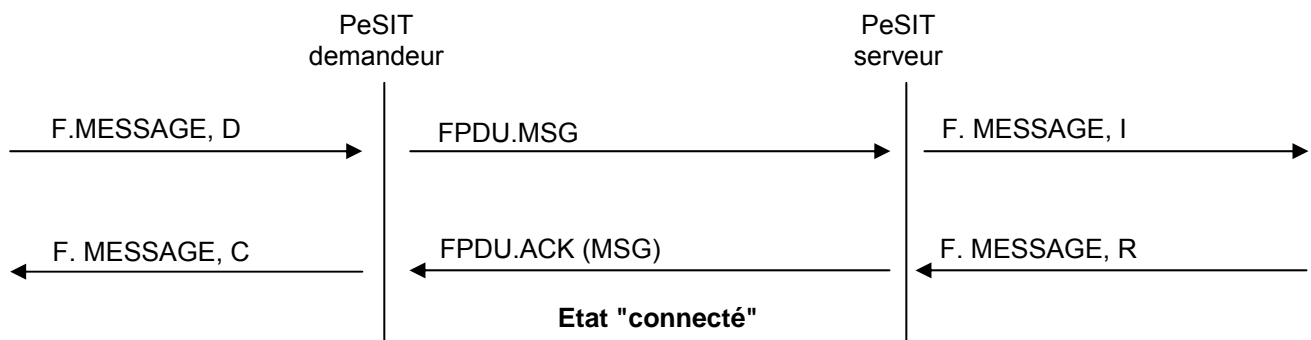 PeSIT
demandeur
PeSIT
serveur
F.MESSAGE, D
FPDU.MSG
F. MESSAGE, I
F. MESSAGE, C
FPDU.ACK (MSG)
F. MESSAGE, R
Etat "connecté"